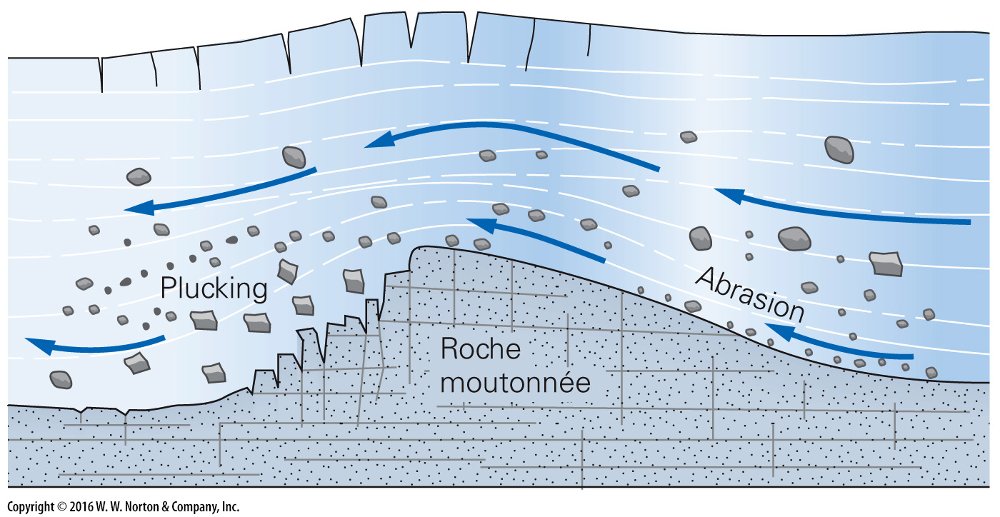 Plucking
Abrasion
Roche
moutonnée
Copyright © 2016 W. W. Norton & Company, Inc.